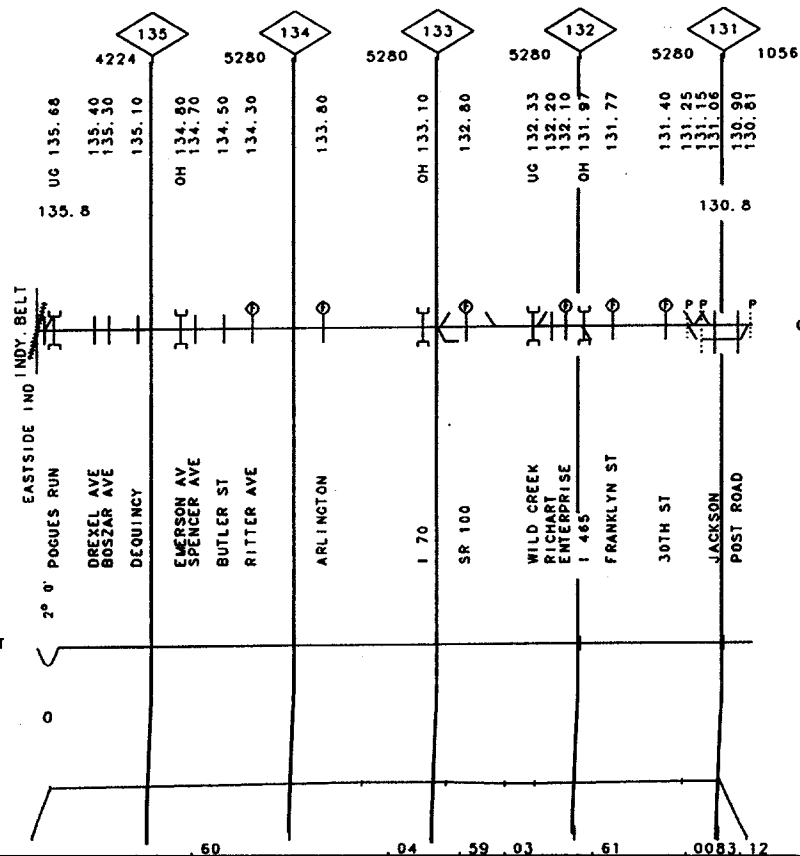 135 134 133 132 131
4224 5280 5280 5280 5280 1056
UG 135.68
135.40
135.30
135.10
OH 134.80
134.70
134.50
134.30
133.80
OH 133.10
132.80
UG 132.33
132.20
132.10
OH 131.97
131.77
131.40
131.25
131.15
131.06
130.90
130.81
135.8 130.8
INDY. BELT
EASTSIDE IND
F F F F F F P P P
POGUES RUN
DREXEL AVE
BOSZAR AVE
DEQUINCY
EMERSON AV
SPENCER AVE
BUTLER ST
RITTER AVE
ARLINGTON
I 70
SR 100
WILD CREEK
RICHART
ENTERPRISE
I 465
FRANKLYN ST
30TH ST
JACKSON
POST ROAD
2° 0'
T
0
.60 .04 .59 .03 .61 .0083.12